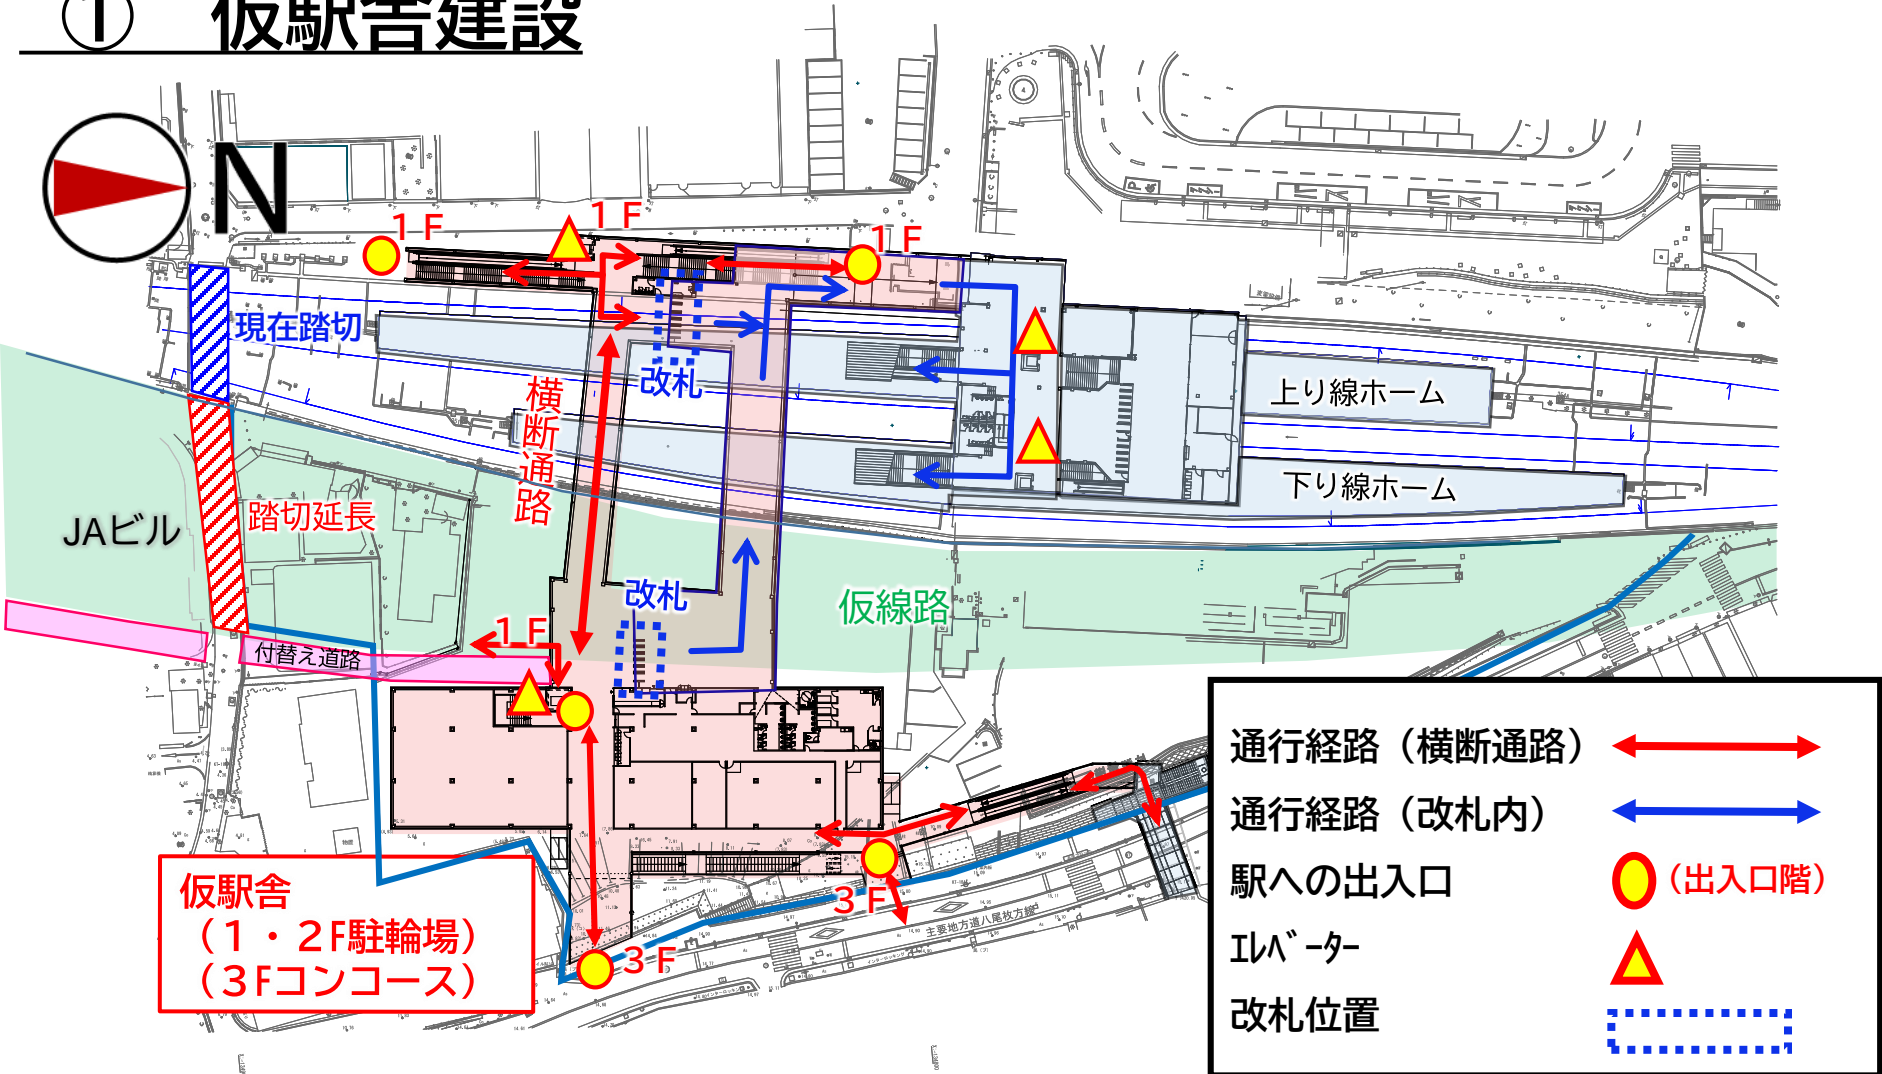 ① 仮駅舎建設
N
1F
1F
1F
現在踏切
改札
横断通路
上り線ホーム
下り線ホーム
JAビル
踏切延長
改札
仮線路
1F
付替え道路
仮駅舎
(1・2F駐輪場)
(3Fコンコース)
3F
3F
主要地方道八尾枚方線
通行経路(横断通路)
通行経路(改札内)
駅への出入口
(出入口階)
エレベーター
改札位置